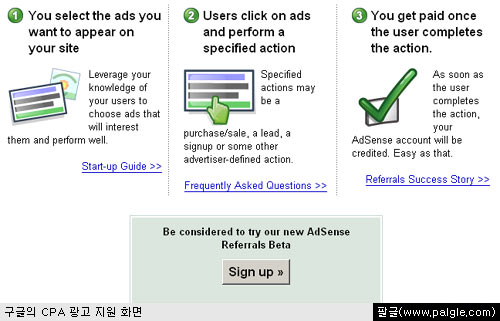 1 You select the ads you
want to appear on
your site
Leverage your
knowledge of
your users to
choose ads that
will interest
them and perform well.
Start-up Guide >>
2 Users click on ads
and perform a
specified action
Specified
actions may
be a
purchase/sale, a lead, a
signup or some other
advertiser-defined action.
Frequently Asked Questions >>
3 You get paid once
the user completes
the action.
As soon as
the user
completes
the action,
your
AdSense account will be
credited. Easy as that.
Referrals Success Story >>
Be considered to try our new AdSense
Referrals Beta
Sign up »
구글의 CPA 광고 지원 화면
팔글(www.palgle.com)